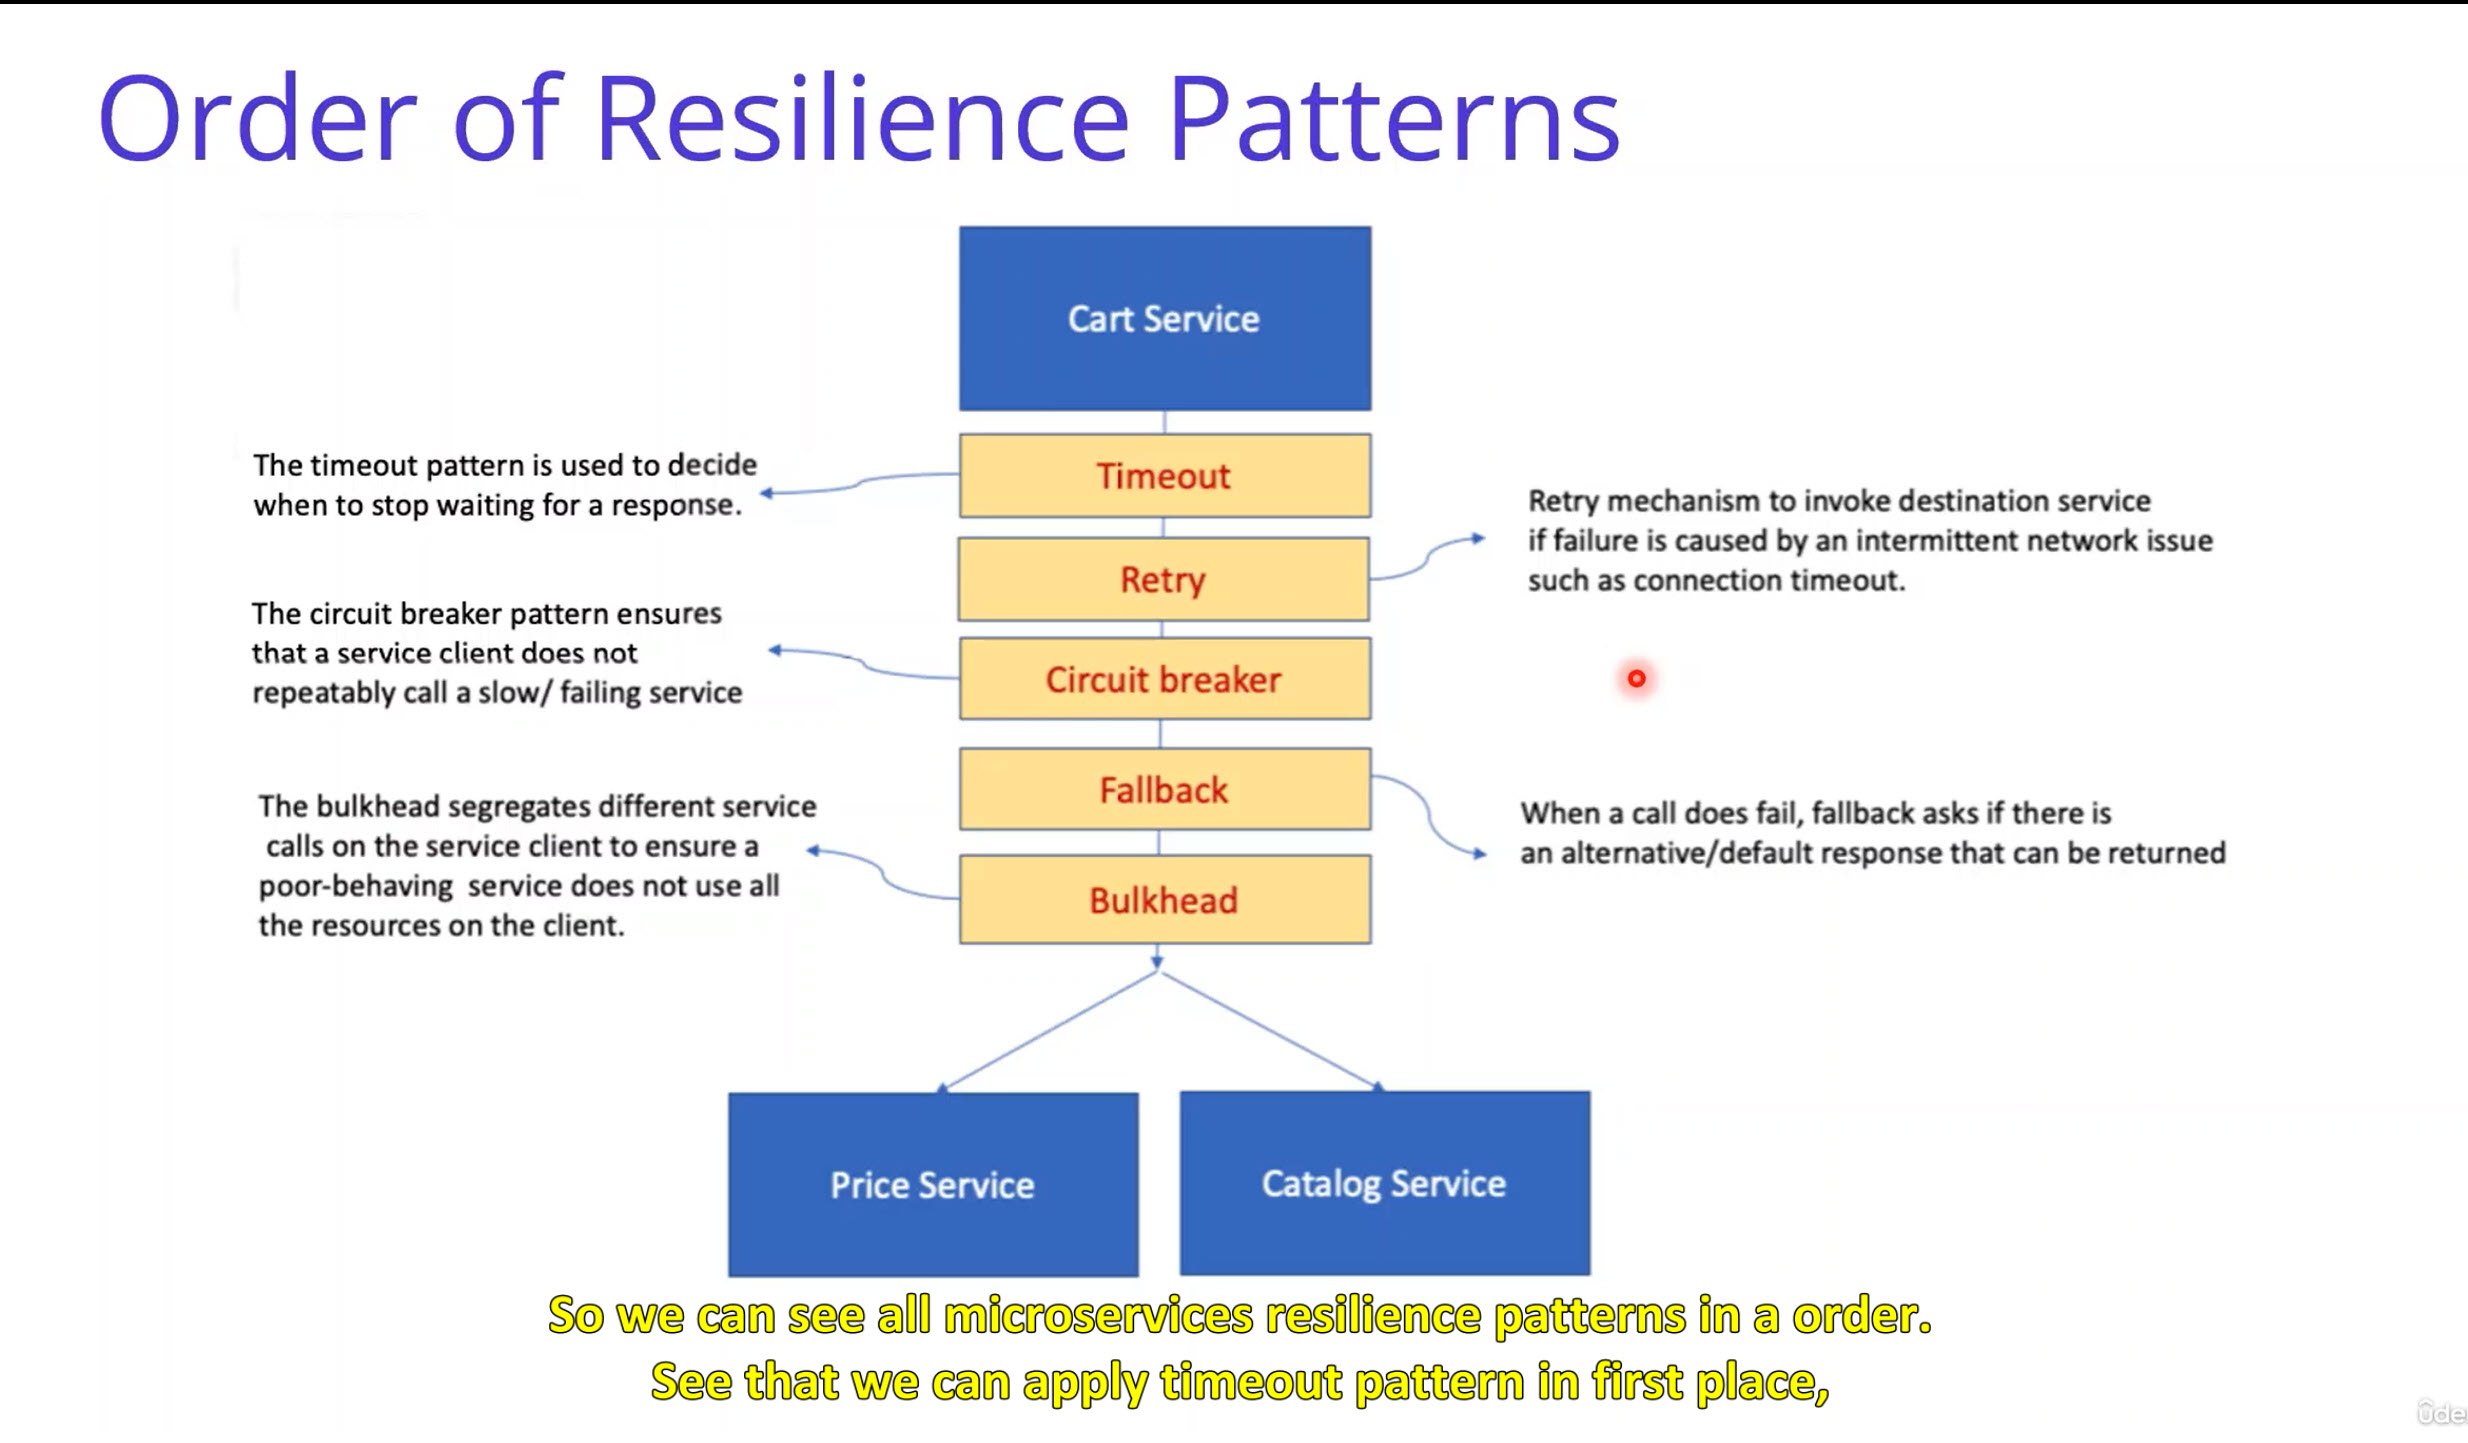 Order of Resilience Patterns
Cart Service
The timeout pattern is used to decide
when to stop waiting for a response.
Timeout
Retry mechanism to invoke destination service
if failure is caused by an intermittent network issue
such as connection timeout.
Retry
The circuit breaker pattern ensures
that a service client does not
repeatably call a slow/ failing service
Circuit breaker
Fallback
When a call does fail, fallback asks if there is
an alternative/default response that can be returned
The bulkhead segregates different service
calls on the service client to ensure a
poor-behaving service does not use all
the resources on the client.
Bulkhead
Price Service
Catalog Service
So we can see all microservices resilience patterns in a order.
See that we can apply timeout pattern in first place,